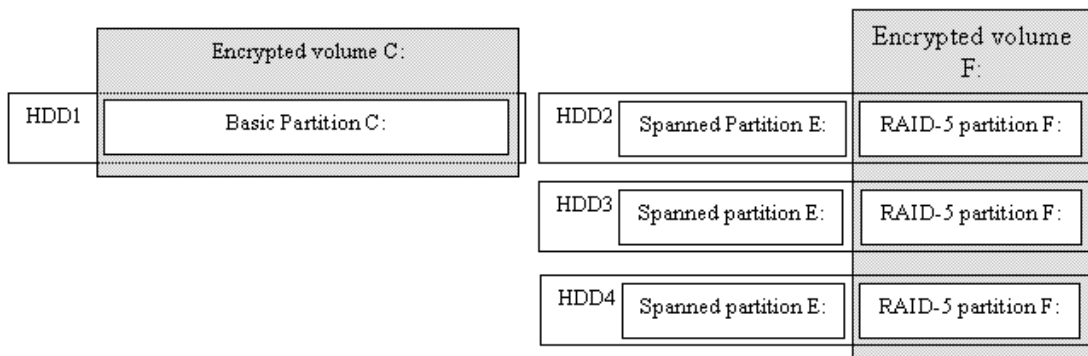 Encrypted volume C:
Encrypted volume
F:
HDD1
Basic Partition C:
HDD2
Spanned Partition E:
RAID-5 partition F:
HDD3
Spanned partition E:
RAID-5 partition F:
HDD4
Spanned partition E:
RAID-5 partition F: